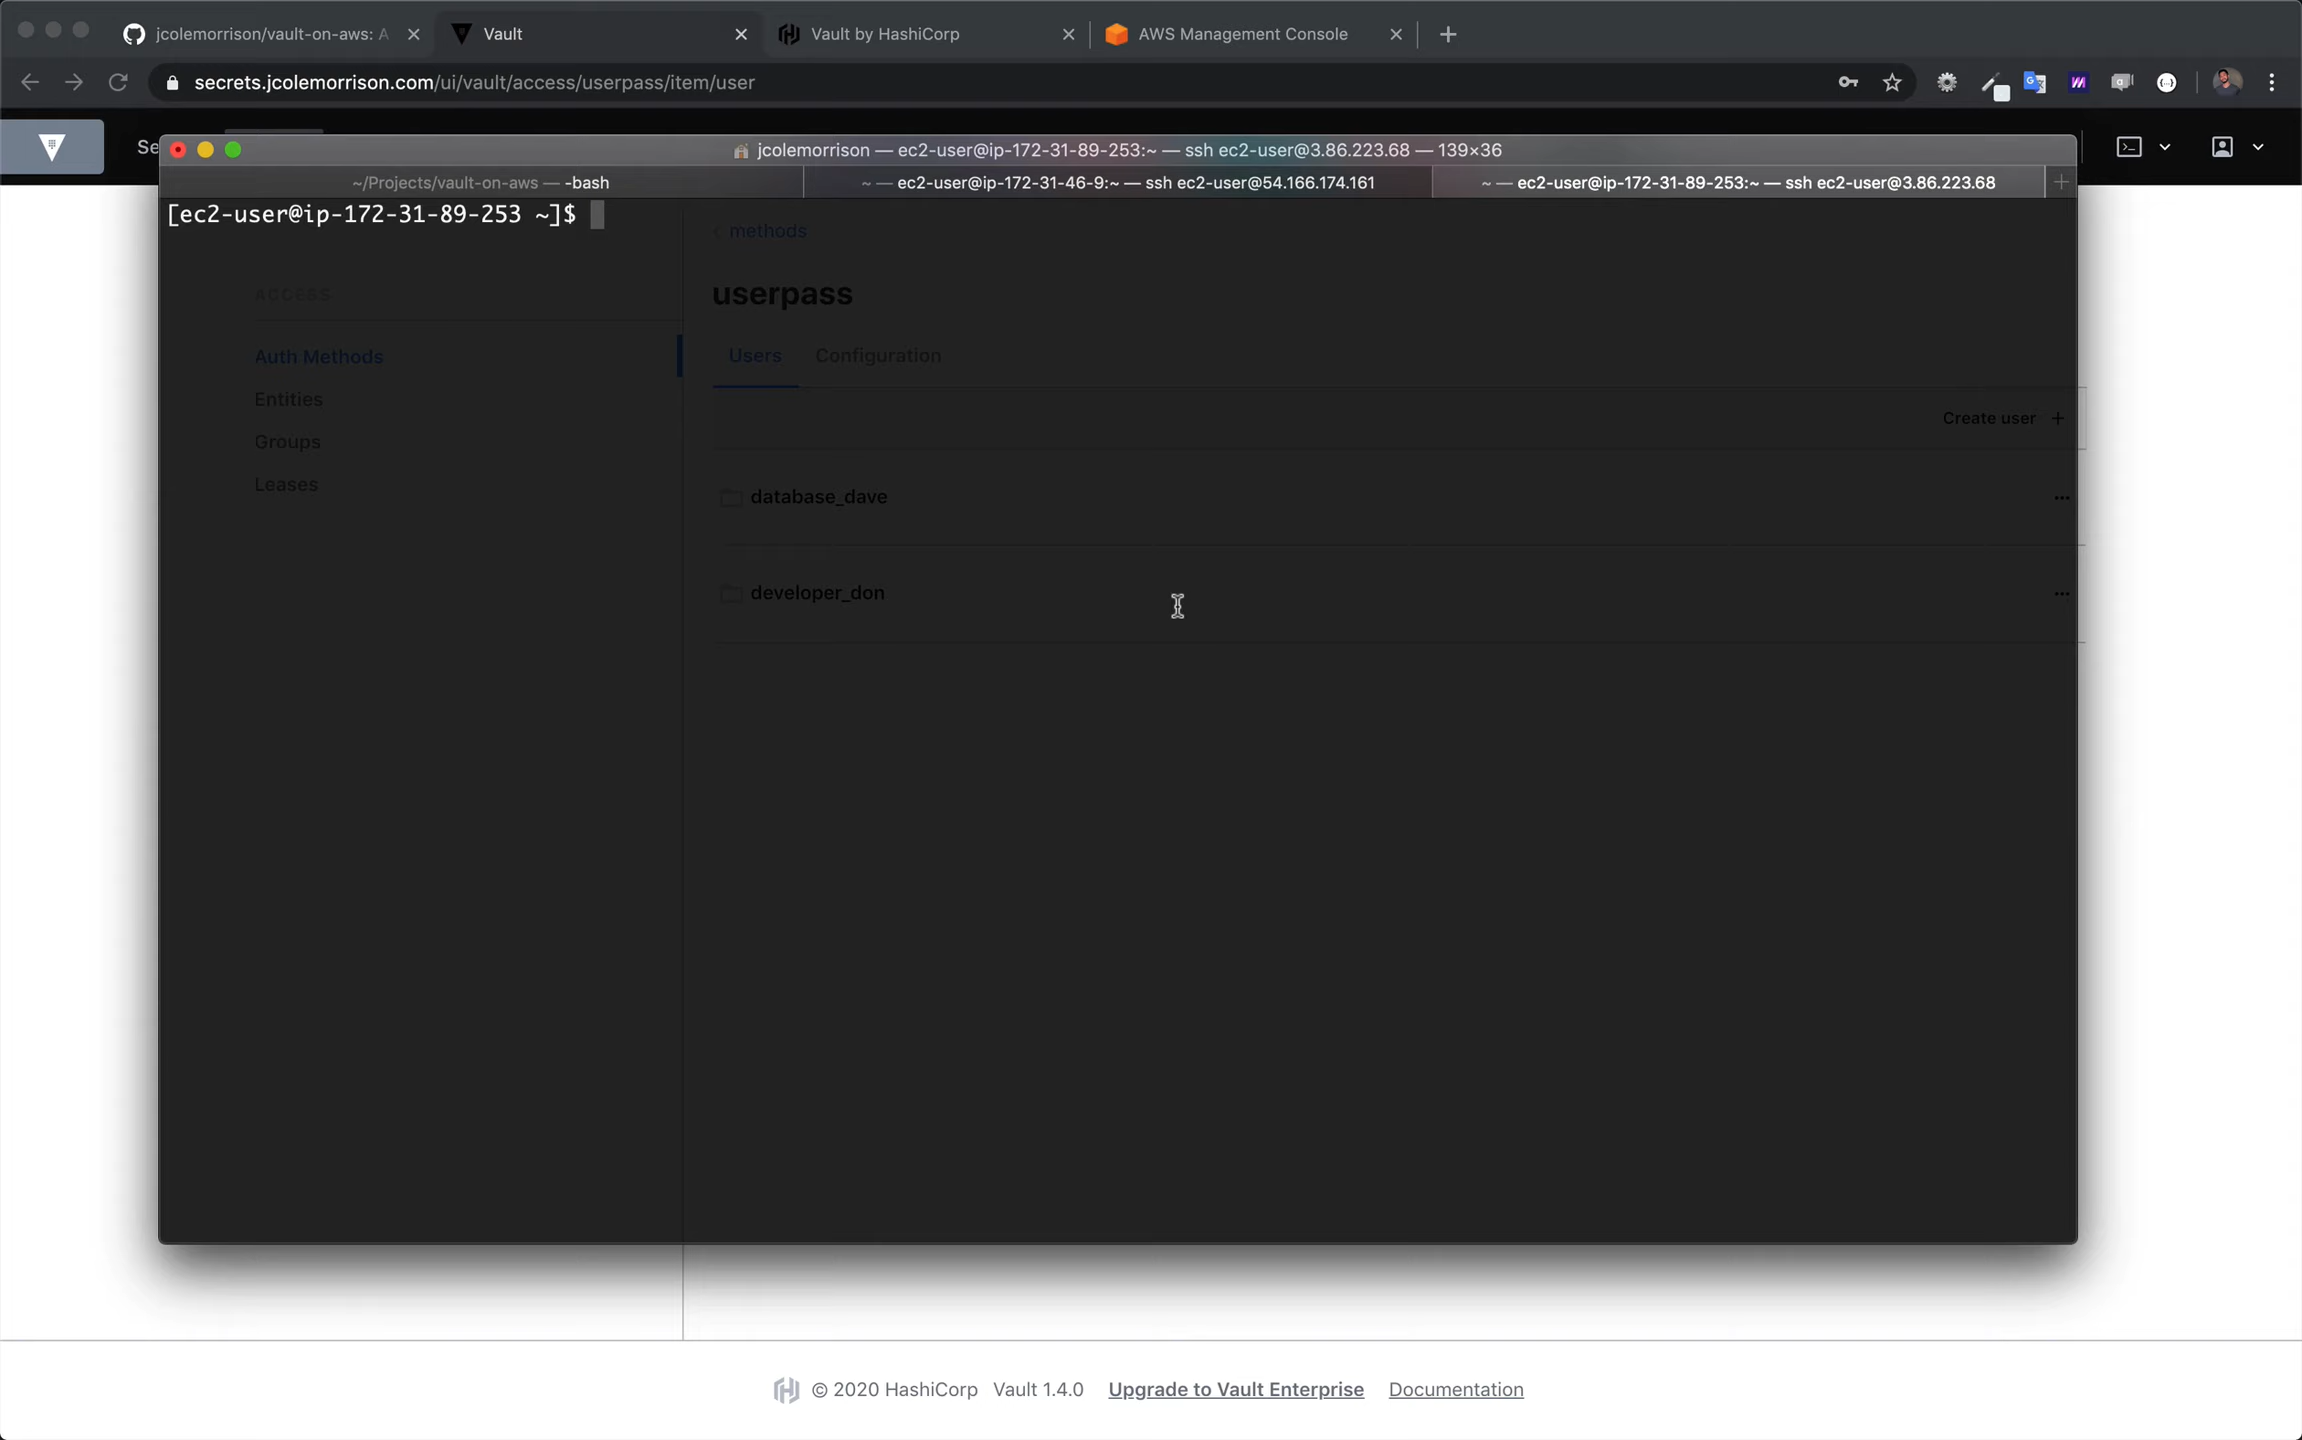 jcolemorrison/vault-on-aws: A
Vault
Vault by HashiCorp
AWS Management Console
secrets.jcolemorrison.com/ui/vault/access/userpass/item/user
Se
jcolemorrison — ec2-user@ip-172-31-89-253:~ — ssh ec2-user@3.86.223.68 — 139×36
~/Projects/vault-on-aws — -bash
~ — ec2-user@ip-172-31-46-9:~ — ssh ec2-user@54.166.174.161
~ — ec2-user@ip-172-31-89-253:~ — ssh ec2-user@3.86.223.68
[ec2-user@ip-172-31-89-253 ~]$
‹ methods
ACCESS
userpass
Auth Methods
Users
Configuration
Entities
Create user +
Groups
Leases
database_dave
developer_don
© 2020 HashiCorp Vault 1.4.0 Upgrade to Vault Enterprise Documentation